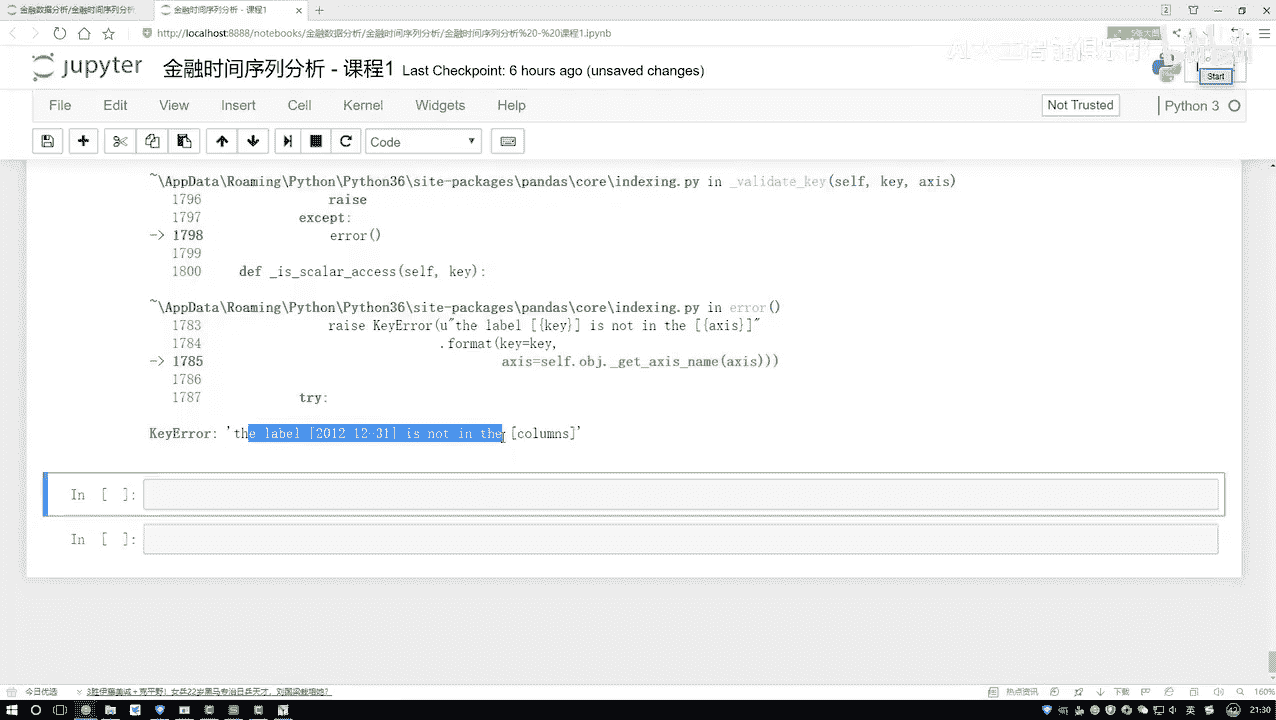 金融数据分析/金融时间序列分析/
金融时间序列分析 - 课程1
http://localhost:8888/notebooks/金融数据分析/金融时间序列分析/金融时间序列分析%20-%20课程1.ipynb
jupyter 金融时间序列分析 - 课程1 Last Checkpoint: 6 hours ago (unsaved changes)
Start
File Edit View Insert Cell Kernel Widgets Help Not Trusted Python 3
Code
~\AppData\Roaming\Python\Python36\site-packages\pandas\core\indexing.py in _validate_key(self, key, axis)
1796 raise
1797 except:
-> 1798 error()
1799
1800 def _is_scalar_access(self, key):
~\AppData\Roaming\Python\Python36\site-packages\pandas\core\indexing.py in error()
1783 raise KeyError(u"the label [{key}] is not in the [{axis}]"
1784 .format(key=key,
-> 1785 axis=self.obj._get_axis_name(axis)))
1786
1787 try:
KeyError: 'the label [2012-12-31] is not in the [columns]'
In [ ]:
In [ ]:
今日优选
热点资讯 下载 160%
英 21:30